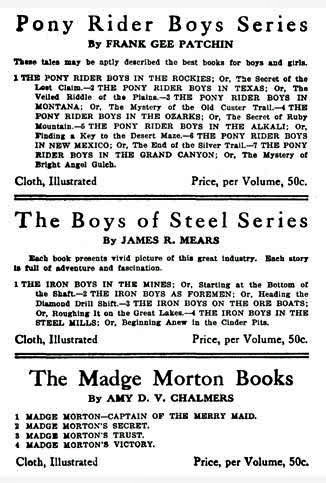 Pony Rider Boys Series
By FRANK GEE PATCHIN
These tales may be aptly described the best books for boys and girls.
1 THE PONY RIDER BOYS IN THE ROCKIES; Or, The Secret of the
Lost Claim.—2 THE PONY RIDER BOYS IN TEXAS; Or, The
Veiled Riddle of the Plains.—3 THE PONY RIDER BOYS IN
MONTANA; Or, The Mystery of the Old Custer Trail.—4 THE
PONY RIDER BOYS IN THE OZARKS; Or, The Secret of Ruby
Mountain.—5 THE PONY RIDER BOYS IN THE ALKALI; Or,
Finding a Key to the Desert Maze.—6 THE PONY RIDER BOYS
IN NEW MEXICO; Or, The End of the Silver Trail.—7 THE PONY
RIDER BOYS IN THE GRAND CANYON; Or, The Mystery of
Bright Angel Gulch.
Cloth, Illustrated Price, per Volume, 50c.
The Boys of Steel Series
By JAMES R. MEARS
Each book presents vivid picture of this great industry. Each story
is full of adventure and fascination.
1 THE IRON BOYS IN THE MINES; Or, Starting at the Bottom of
the Shaft.—2 THE IRON BOYS AS FOREMEN; Or, Heading the
Diamond Drill Shift.—3 THE IRON BOYS ON THE ORE BOATS;
Or, Roughing It on the Great Lakes.—4 THE IRON BOYS IN THE
STEEL MILLS; Or, Beginning Anew in the Cinder Pits.
Cloth, Illustrated Price, per Volume, 50c.
The Madge Morton Books
By AMY D. V. CHALMERS
1 MADGE MORTON—CAPTAIN OF THE MERRY MAID.
2 MADGE MORTON'S SECRET.
3 MADGE MORTON'S TRUST.
4 MADGE MORTON'S VICTORY.
Cloth, Illustrated Price, per Volume, 50c.